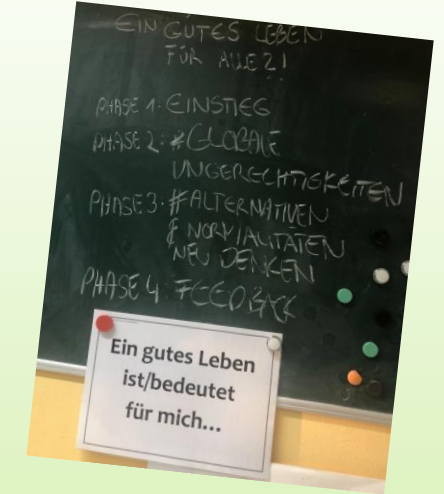 EIN GUTES LEBEN
FÜR ALLE?!
PHASE 1: EINSTIEG
PHASE 2: #GLOBALE
UNGERECHTIGKEITEN
PHASE 3: #ALTERNATIVEN
& NORMALITÄTEN
NEU DENKEN
PHASE 4: FEEDBACK
Ein gutes Leben
ist/bedeutet
für mich...